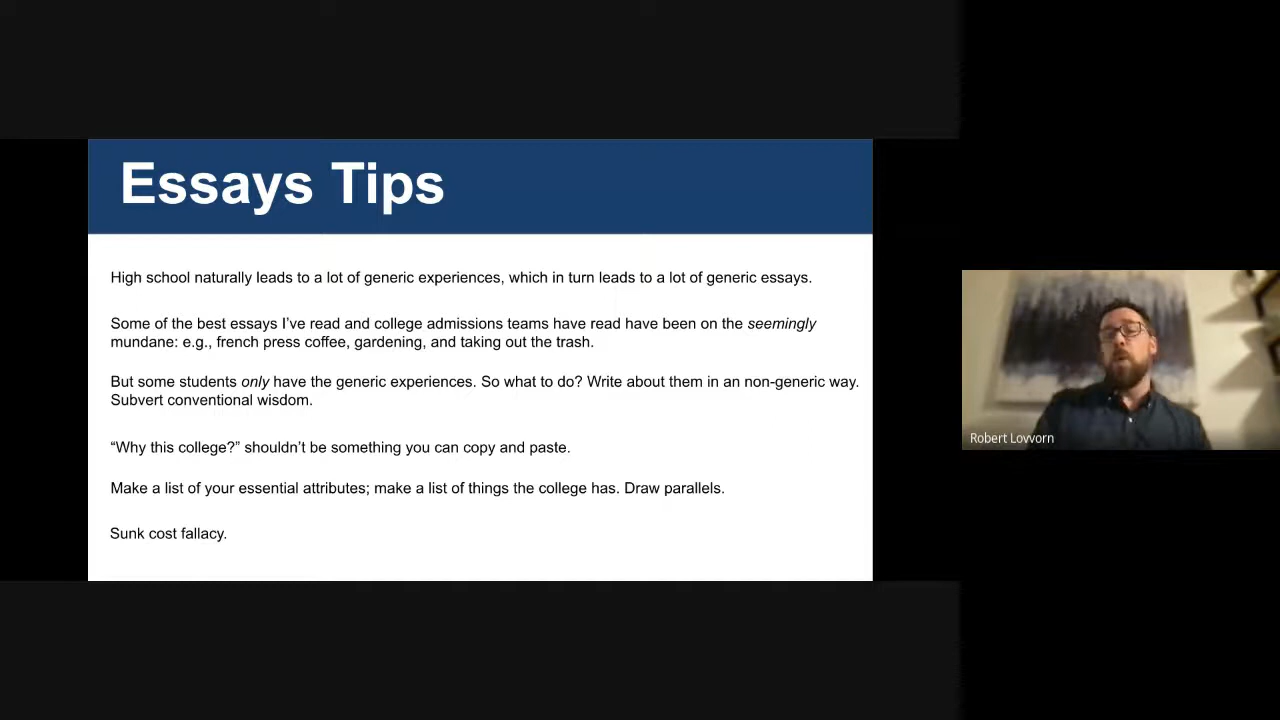 Essays Tips
High school naturally leads to a lot of generic experiences, which in turn leads to a lot of generic essays.
Some of the best essays I’ve read and college admissions teams have read have been on the seemingly
mundane: e.g., french press coffee, gardening, and taking out the trash.
But some students only have the generic experiences. So what to do? Write about them in an non-generic way.
Subvert conventional wisdom.
“Why this college?” shouldn’t be something you can copy and paste.
Make a list of your essential attributes; make a list of things the college has. Draw parallels.
Sunk cost fallacy.
Robert Lovvorn